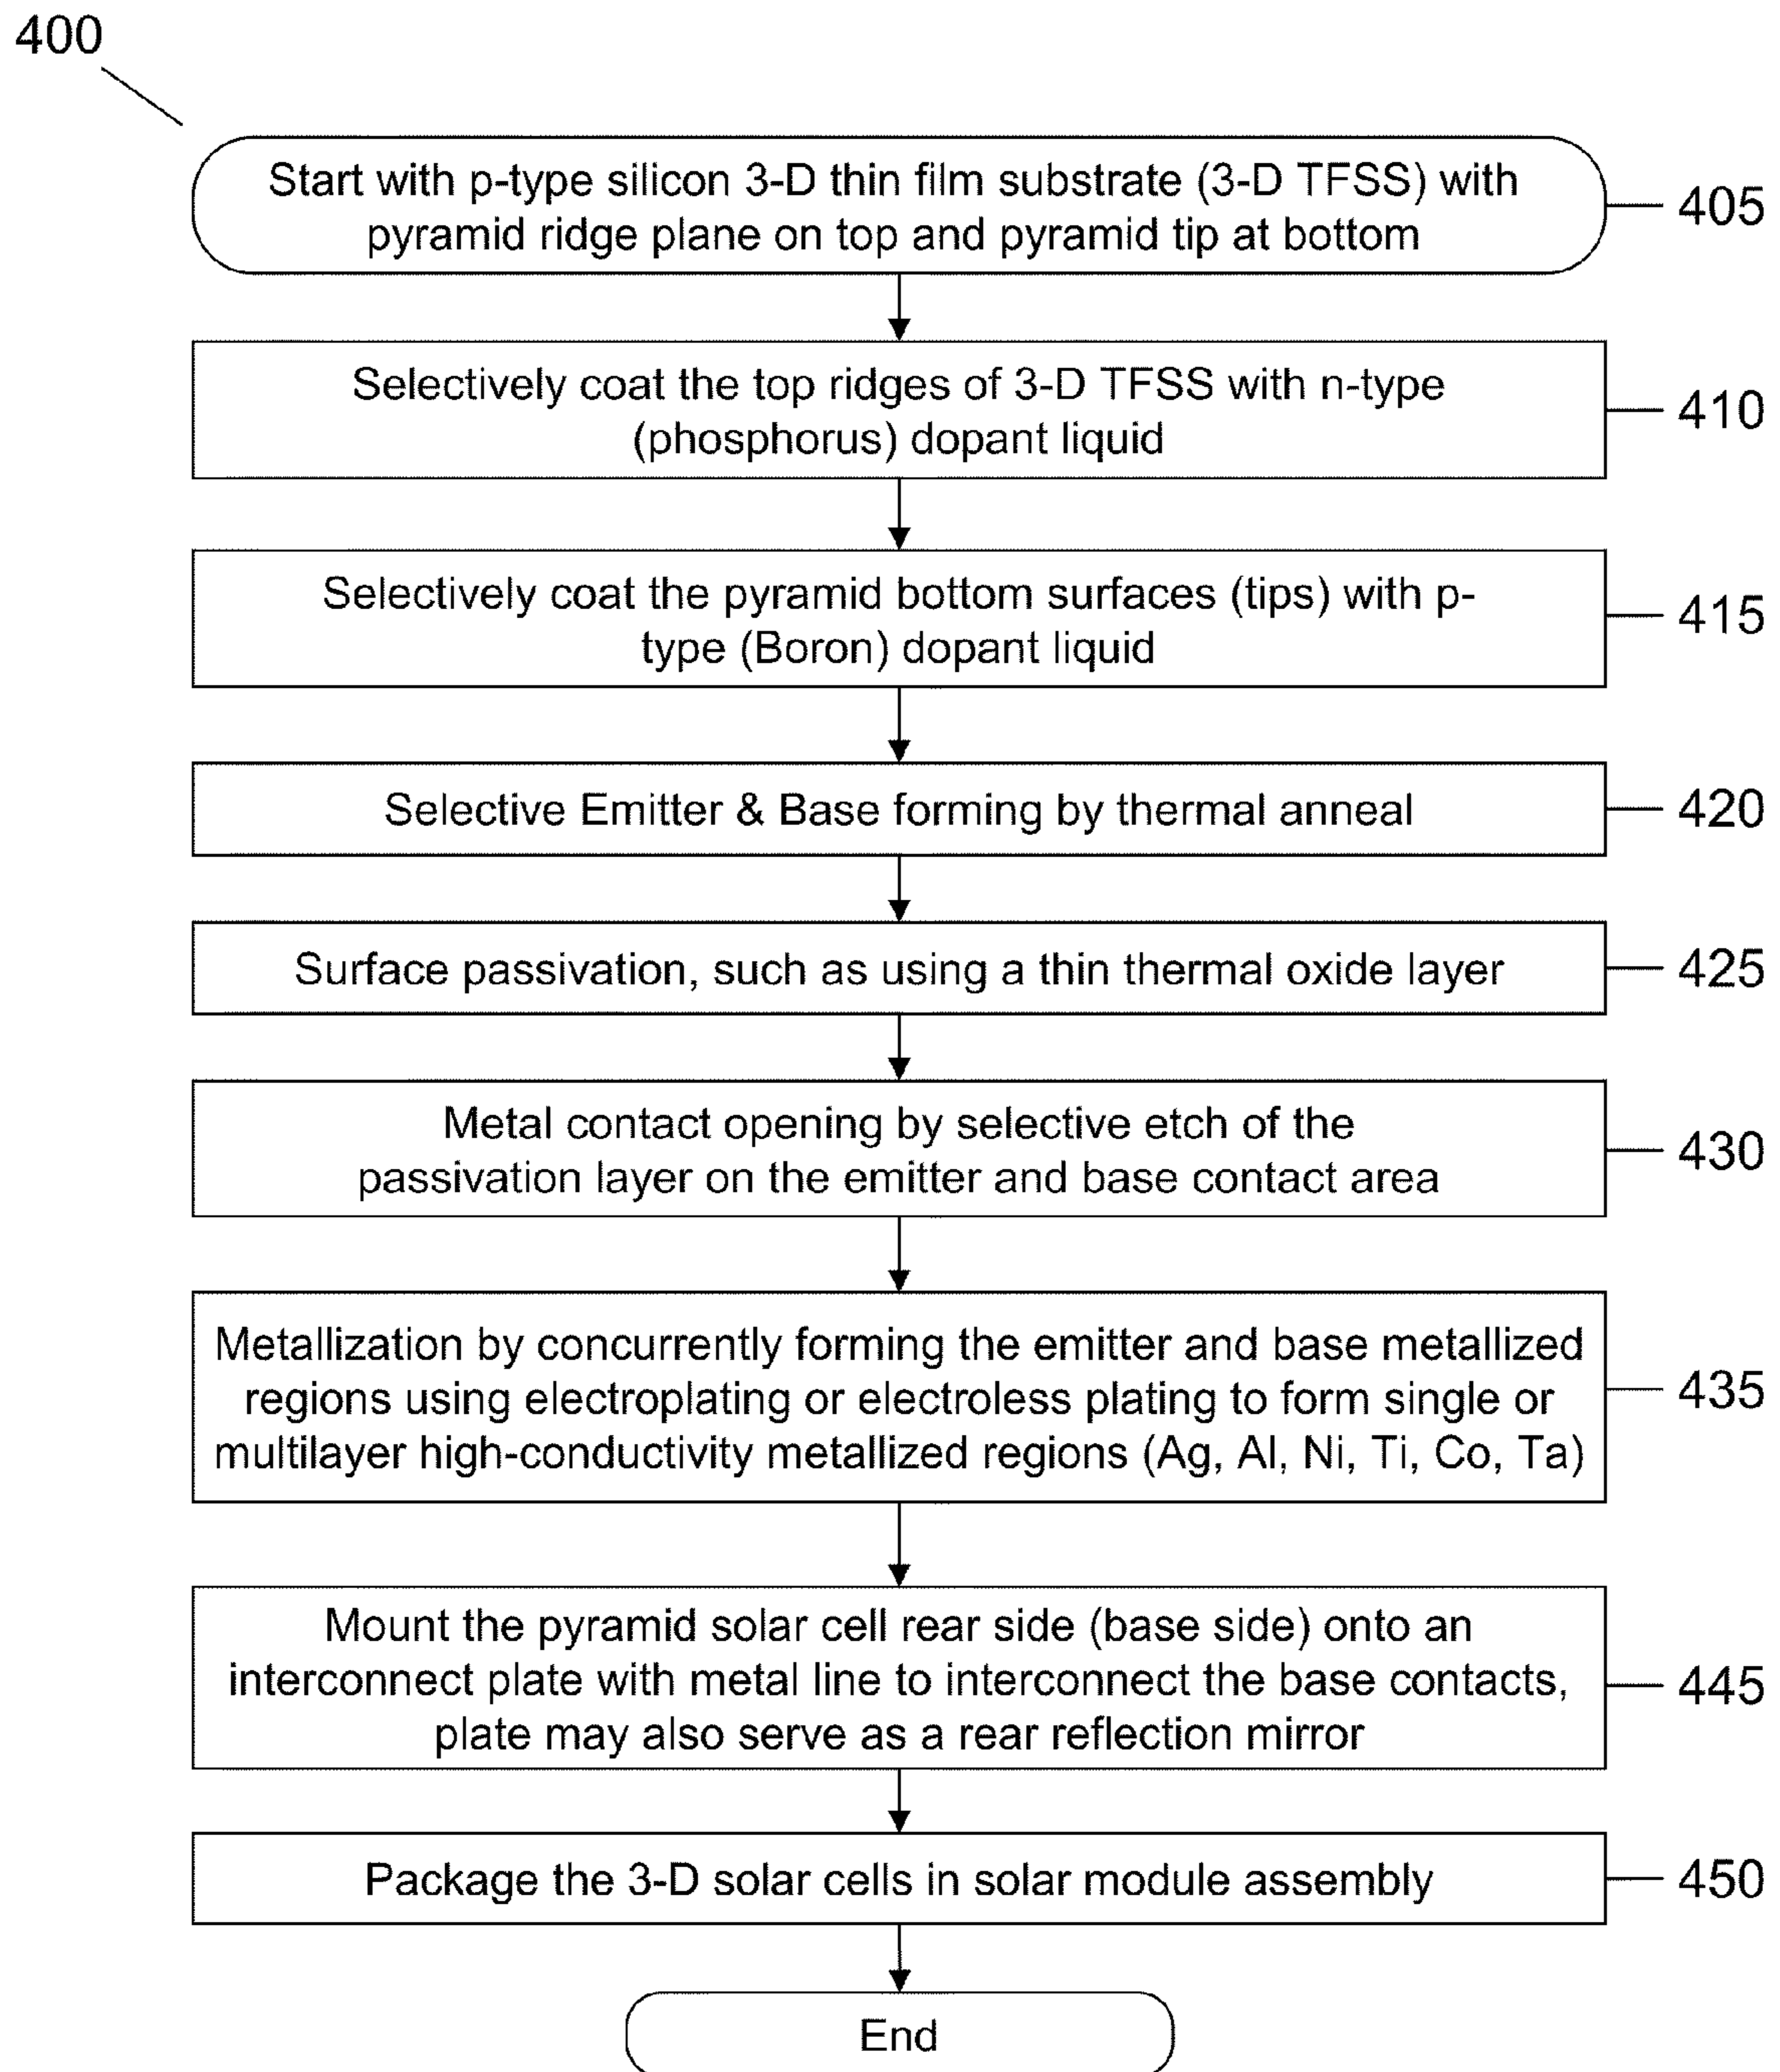 400
Start with p-type silicon 3-D thin film substrate (3-D TFSS) with
pyramid ridge plane on top and pyramid tip at bottom
405
Selectively coat the top ridges of 3-D TFSS with n-type
(phosphorus) dopant liquid
410
Selectively coat the pyramid bottom surfaces (tips) with p-
type (Boron) dopant liquid
415
Selective Emitter & Base forming by thermal anneal
420
Surface passivation, such as using a thin thermal oxide layer
425
Metal contact opening by selective etch of the
passivation layer on the emitter and base contact area
430
Metallization by concurrently forming the emitter and base metallized
regions using electroplating or electroless plating to form single or
multilayer high-conductivity metallized regions (Ag, Al, Ni, Ti, Co, Ta)
435
Mount the pyramid solar cell rear side (base side) onto an
interconnect plate with metal line to interconnect the base contacts,
plate may also serve as a rear reflection mirror
445
Package the 3-D solar cells in solar module assembly
450
End